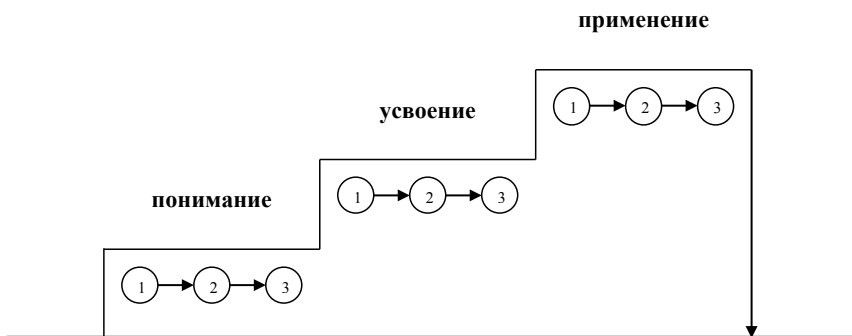 применение
1 2 3
усвоение
1 2 3
понимание
1 2 3